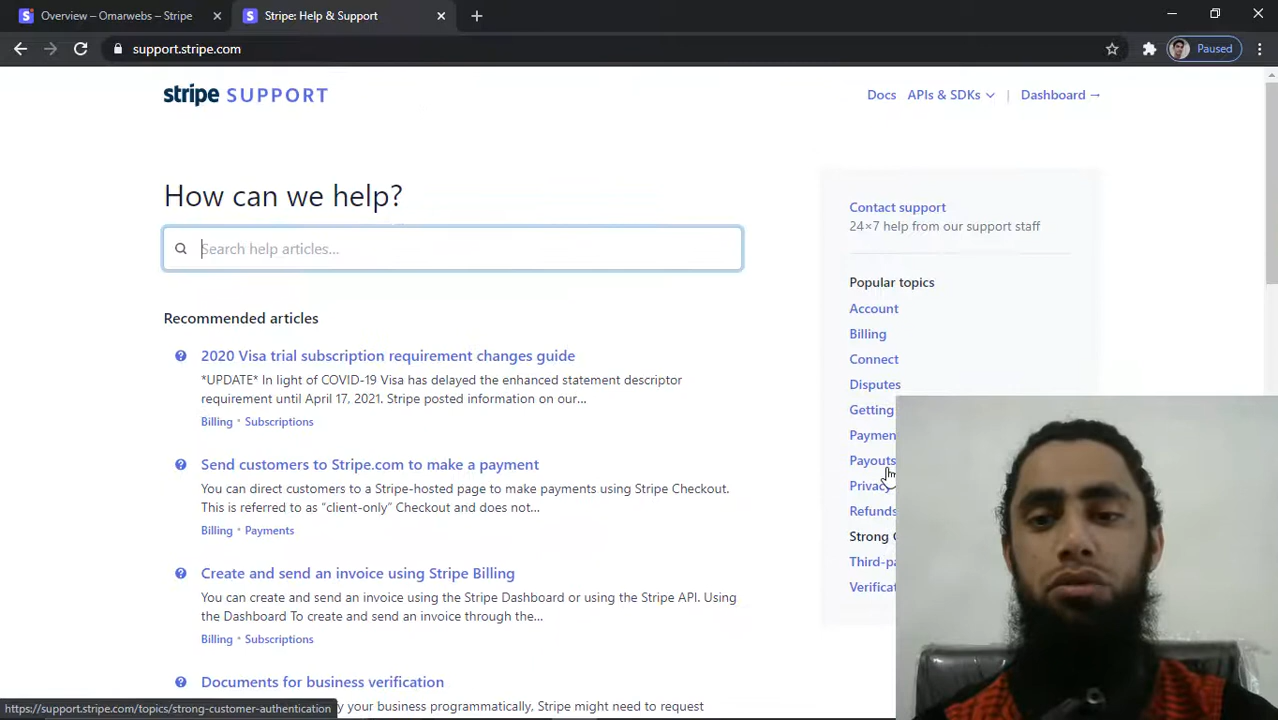 Overview – Omarwebs – Stripe
Stripe: Help & Support
support.stripe.com
Paused
stripe SUPPORT
Docs APIs & SDKs | Dashboard →
How can we help?
Search help articles...
Recommended articles
2020 Visa trial subscription requirement changes guide
*UPDATE* In light of COVID-19 Visa has delayed the enhanced statement descriptor
requirement until April 17, 2021. Stripe posted information on our...
Billing • Subscriptions
Send customers to Stripe.com to make a payment
You can direct customers to a Stripe-hosted page to make payments using Stripe Checkout.
This is referred to as “client-only” Checkout and does not...
Billing • Payments
Create and send an invoice using Stripe Billing
You can create and send an invoice using the Stripe Dashboard or using the Stripe API. Using
the Dashboard To create and send an invoice through the...
Billing • Subscriptions
Documents for business verification
y your business programmatically, Stripe might need to request
Contact support
24×7 help from our support staff
Popular topics
Account
Billing
Connect
Disputes
Getting
Paymen
Payouts
Privacy
Refunds
Strong
Third-pa
Verificat
https://support.stripe.com/topics/strong-customer-authentication